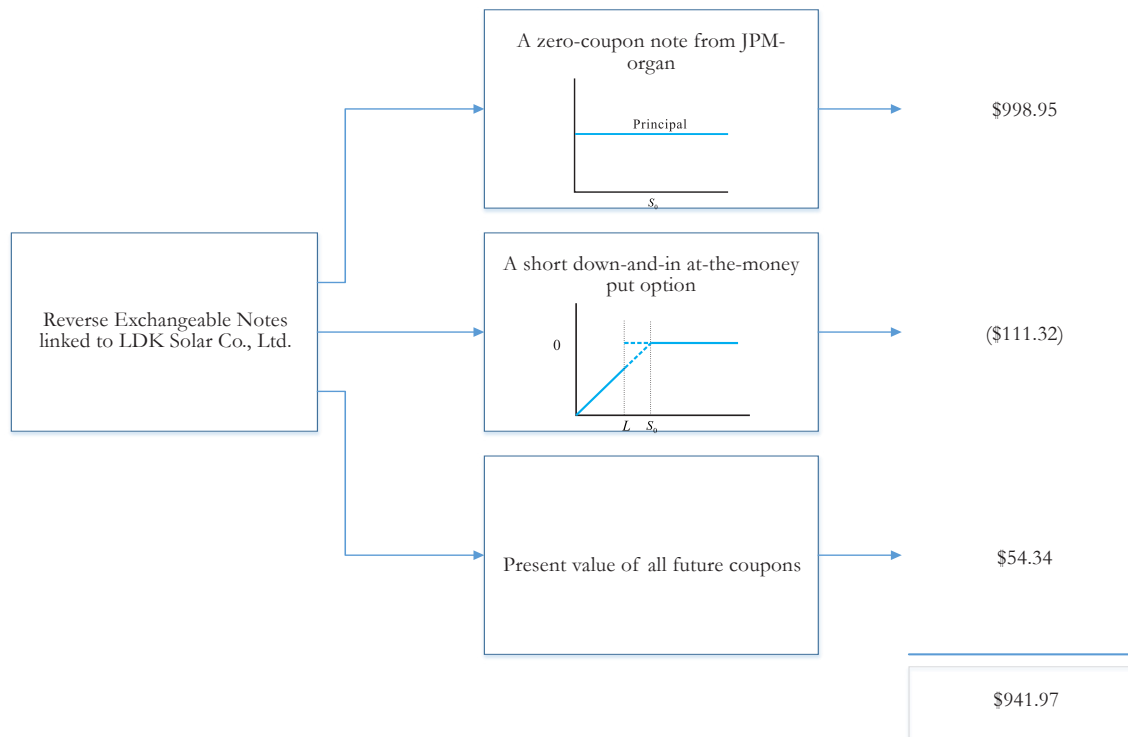 Reverse Exchangeable Notes
linked to LDK Solar Co., Ltd.
A zero-coupon note from JPM-
organ
Principal
S₀
$998.95
A short down-and-in at-the-money
put option
0
L S₀
($111.32)
Present value of all future coupons
$54.34
$941.97